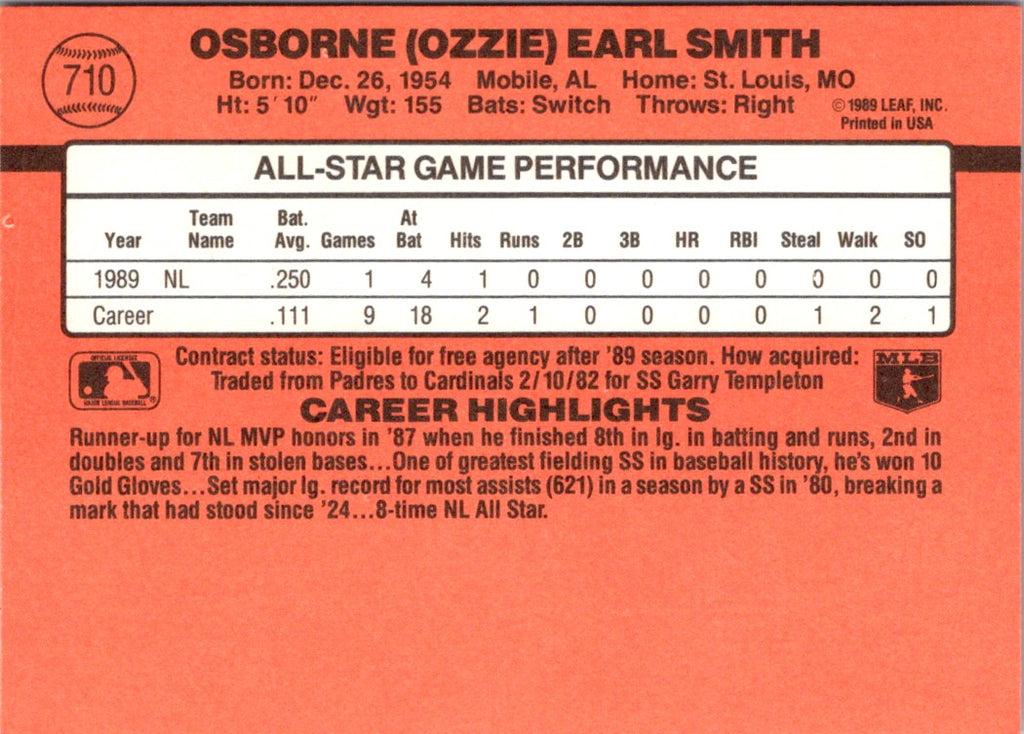 710
OSBORNE (OZZIE) EARL SMITH
Born: Dec. 26, 1954 Mobile, AL Home: St. Louis, MO
Ht: 5' 10" Wgt: 155 Bats: Switch Throws: Right
© 1989 LEAF, INC.
Printed in USA
ALL-STAR GAME PERFORMANCE
Year Team Name Bat. Avg. Games At Bat Hits Runs 2B 3B HR RBI Steal Walk SO
1989 NL .250 1 4 1 0 0 0 0 0 0 0 0
Career .111 9 18 2 1 0 0 0 0 1 2 1
OFFICIAL LICENSEE
MAJOR LEAGUE BASEBALL
Contract status: Eligible for free agency after '89 season. How acquired:
Traded from Padres to Cardinals 2/10/82 for SS Garry Templeton
MLB
CAREER HIGHLIGHTS
Runner-up for NL MVP honors in '87 when he finished 8th in lg. in batting and runs, 2nd in
doubles and 7th in stolen bases...One of greatest fielding SS in baseball history, he's won 10
Gold Gloves...Set major lg. record for most assists (621) in a season by a SS in '80, breaking a
mark that had stood since '24...8-time NL All Star.